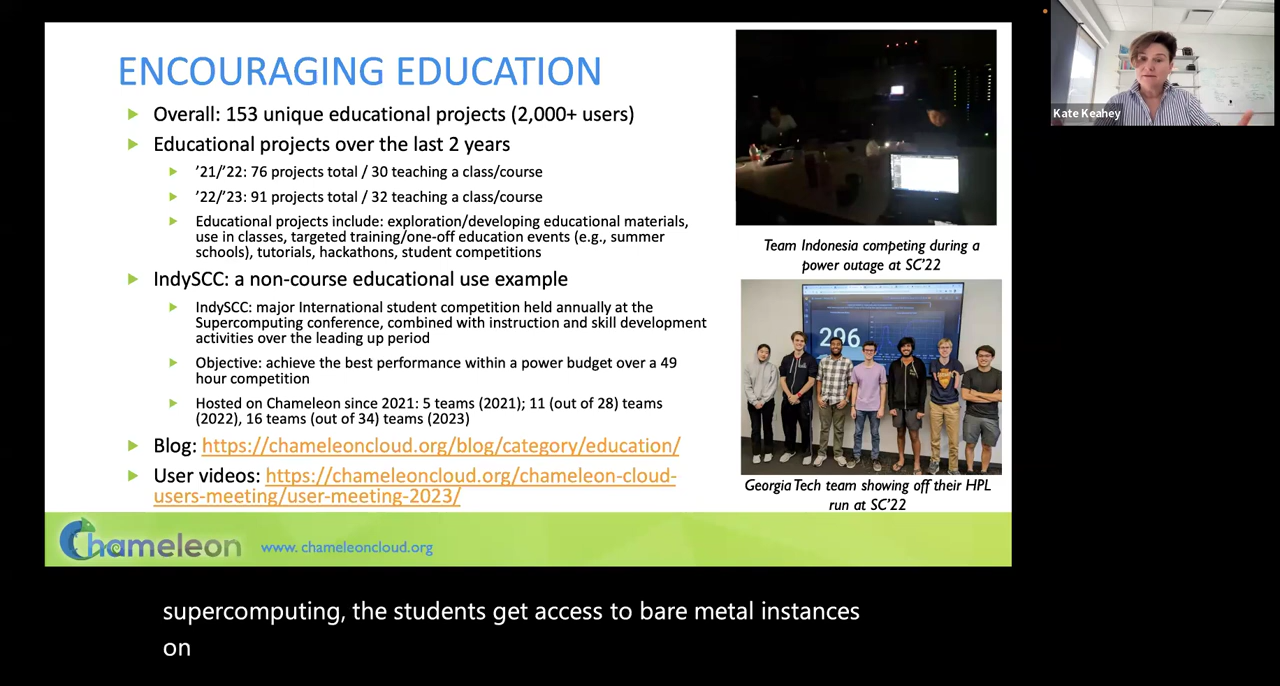 ENCOURAGING EDUCATION
Overall: 153 unique educational projects (2,000+ users)
Educational projects over the last 2 years
’21/’22: 76 projects total / 30 teaching a class/course
’22/’23: 91 projects total / 32 teaching a class/course
Educational projects include: exploration/developing educational materials,
use in classes, targeted training/one-off education events (e.g., summer
schools), tutorials, hackathons, student competitions
IndySCC: a non-course educational use example
IndySCC: major International student competition held annually at the
Supercomputing conference, combined with instruction and skill development
activities over the leading up period
Objective: achieve the best performance within a power budget over a 49
hour competition
Hosted on Chameleon since 2021: 5 teams (2021); 11 (out of 28) teams
(2022), 16 teams (out of 34) teams (2023)
Blog: https://chameleoncloud.org/blog/category/education/
User videos: https://chameleoncloud.org/chameleon-cloud-
users-meeting/user-meeting-2023/
Team Indonesia competing during a
power outage at SC’22
296
Georgia Tech team showing off their HPL
run at SC’22
Chameleon
www. chameleoncloud.org
Kate Keahey
supercomputing, the students get access to bare metal instances
on